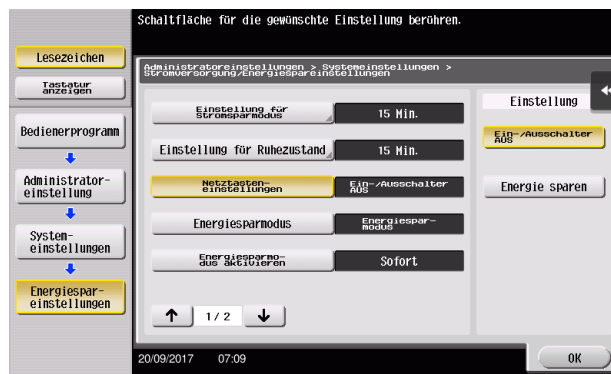 Schaltfläche für die gewünschte Einstellung berühren.
Lesezeichen
Tastatur
anzeigen
Bedienerprogramm
Administrator-
einstellung
System-
einstellungen
Energiespar-
einstellungen
Administratoreinstellungen > Systemeinstellungen >
Stromversorgung/Energiespareinstellungen
Einstellung für
Stromsparmodus
15 Min.
Einstellung für Ruhezustand
15 Min.
Netztasten-
einstellungen
Ein-/Ausschalter
AUS
Energiesparmodus
Energiespar-
modus
Energiesparmo-
dus aktivieren
Sofort
1/ 2
Einstellung
Ein-/Ausschalter
AUS
Energie sparen
20/09/2017 07:09
OK